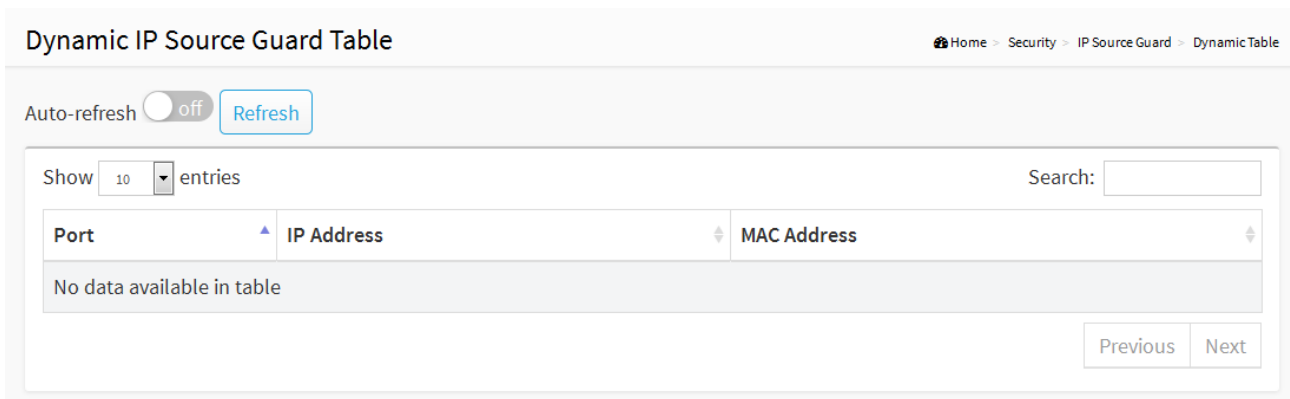 Dynamic IP Source Guard Table
Home > Security > IP Source Guard > Dynamic Table
Auto-refresh off Refresh
Show 10 entries Search:
Port IP Address MAC Address
No data available in table
Previous Next